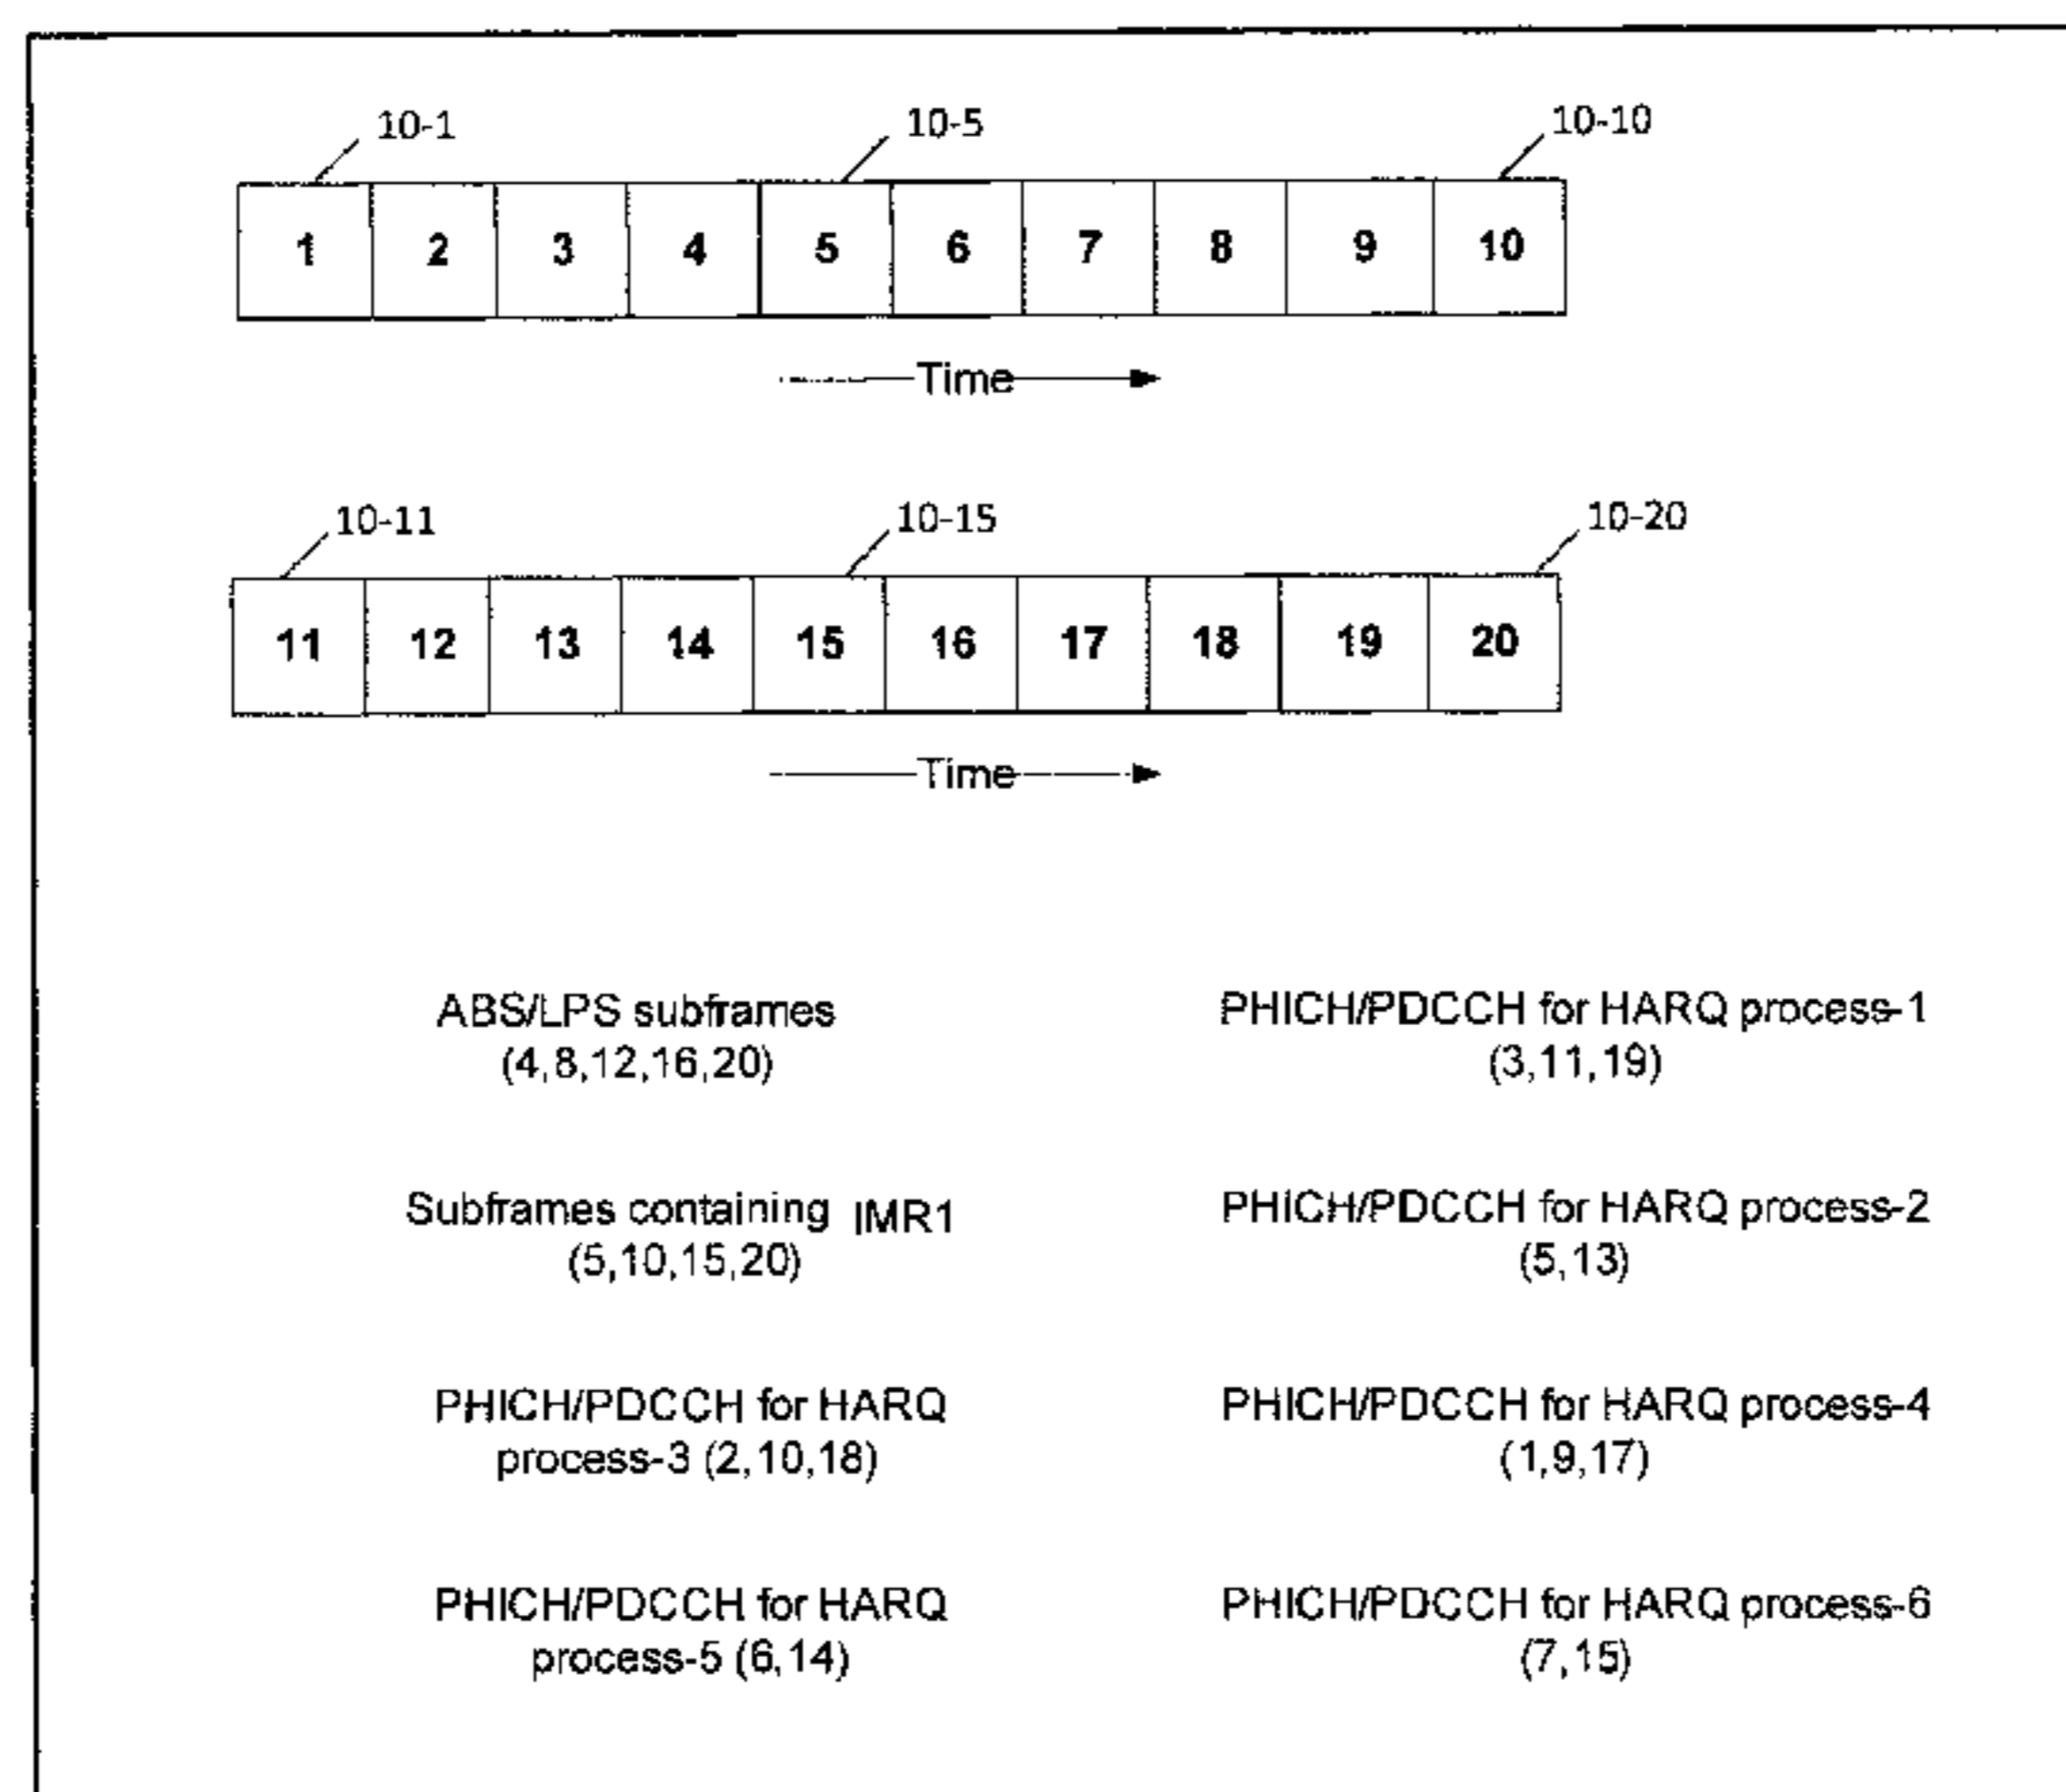 10-1
10-5
10-10
1 2 3 4 5 6 7 8 9 10
Time
10-11
10-15
10-20
11 12 13 14 15 16 17 18 19 20
Time
ABS/LPS subframes
(4,8,12,16,20)
PHICH/PDCCH for HARQ process-1
(3,11,19)
Subframes containing IMR1
(5,10,15,20)
PHICH/PDCCH for HARQ process-2
(5,13)
PHICH/PDCCH for HARQ
process-3 (2,10,18)
PHICH/PDCCH for HARQ process-4
(1,9,17)
PHICH/PDCCH for HARQ
process-5 (6,14)
PHICH/PDCCH for HARQ process-6
(7,15)